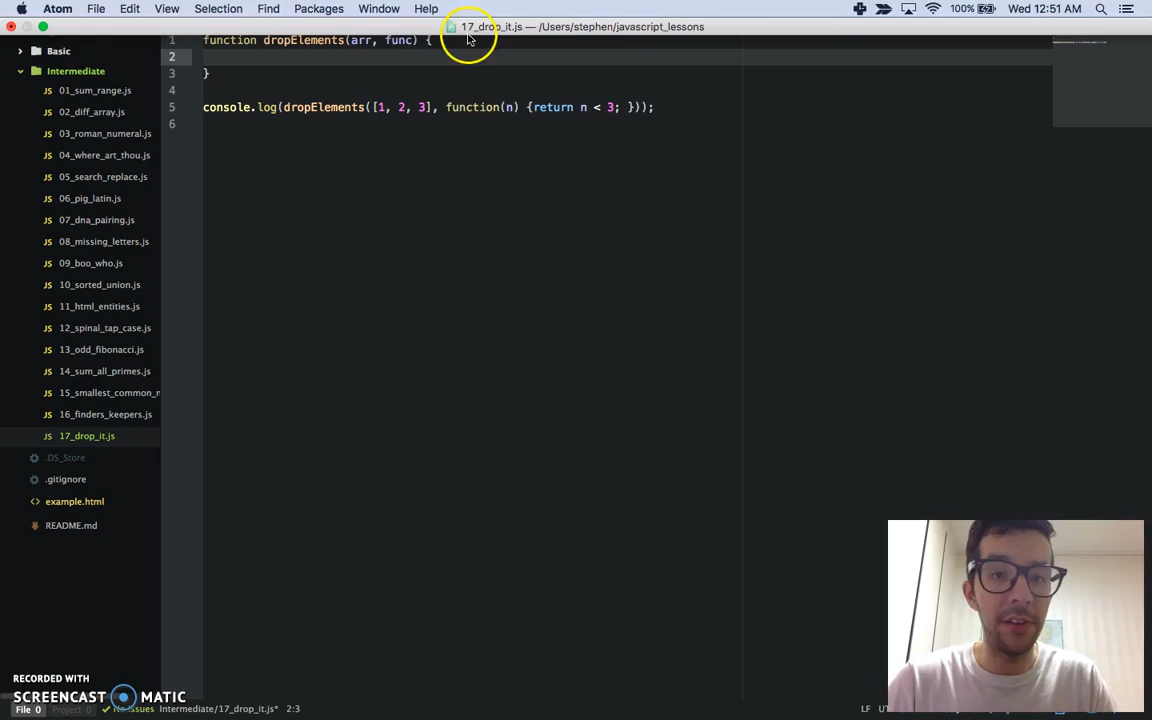 Atom File Edit View Selection Find Packages Window Help 100% Wed 12:51 AM
17_drop_it.js — /Users/stephen/javascript_lessons
Basic
Intermediate
01_sum_range.js
02_diff_array.js
03_roman_numeral.js
04_where_art_thou.js
05_search_replace.js
06_pig_latin.js
07_dna_pairing.js
08_missing_letters.js
09_boo_who.js
10_sorted_union.js
11_html_entities.js
12_spinal_tap_case.js
13_odd_fibonacci.js
14_sum_all_primes.js
15_smallest_common_m
16_finders_keepers.js
17_drop_it.js
.DS_Store
.gitignore
example.html
README.md
1 function dropElements(arr, func) {
2
3 }
4
5 console.log(dropElements([1, 2, 3], function(n) {return n < 3; }));
6
RECORDED WITH
SCREENCAST MATIC
File 0 Project 0 No Issues Intermediate/17_drop_it.js* 2:3 LF